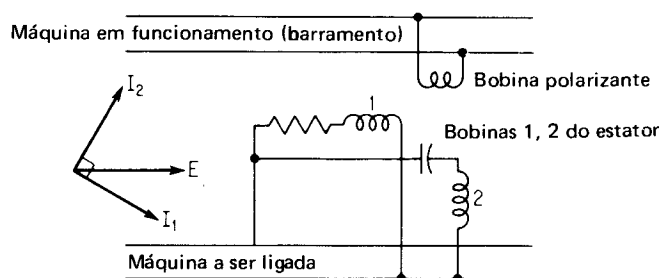 Máquina em funcionamento (barramento)
Bobina polarizante
I2
1
Bobinas 1, 2 do estator
E
2
I1
Máquina a ser ligada